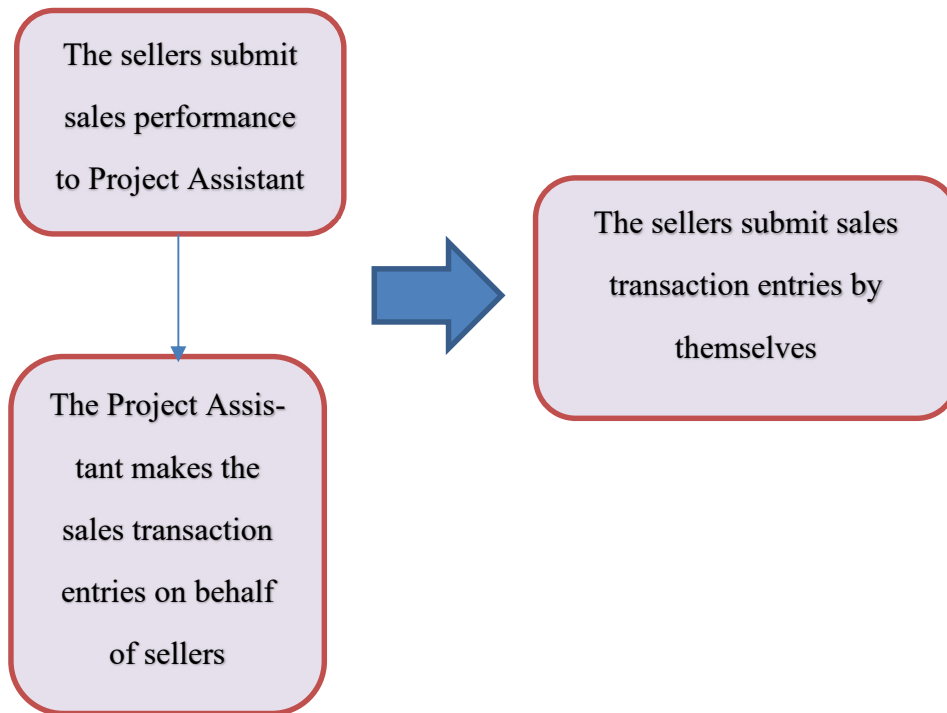 The sellers submit
sales performance
to Project Assistant
The Project Assis-
tant makes the
sales transaction
entries on behalf
of sellers
The sellers submit sales
transaction entries by
themselves